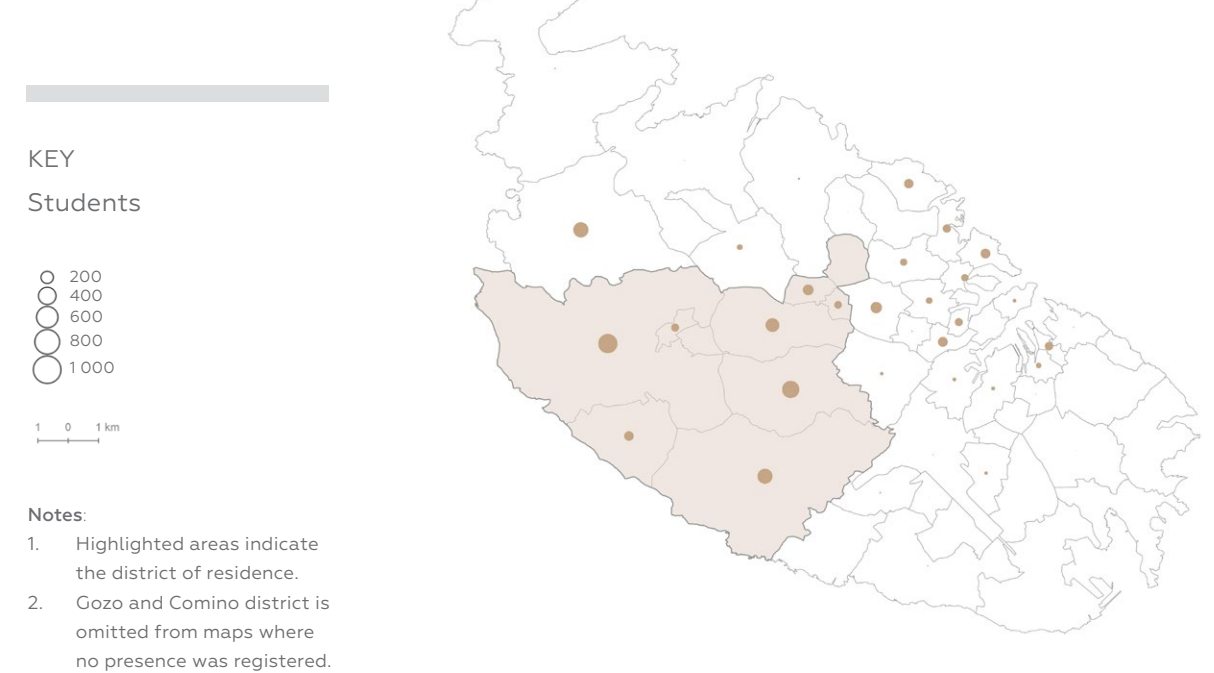 KEY
Students
200
400
600
800
1 000
1 0 1 km
Notes:
1. Highlighted areas indicate
the district of residence.
2. Gozo and Comino district is
omitted from maps where
no presence was registered.